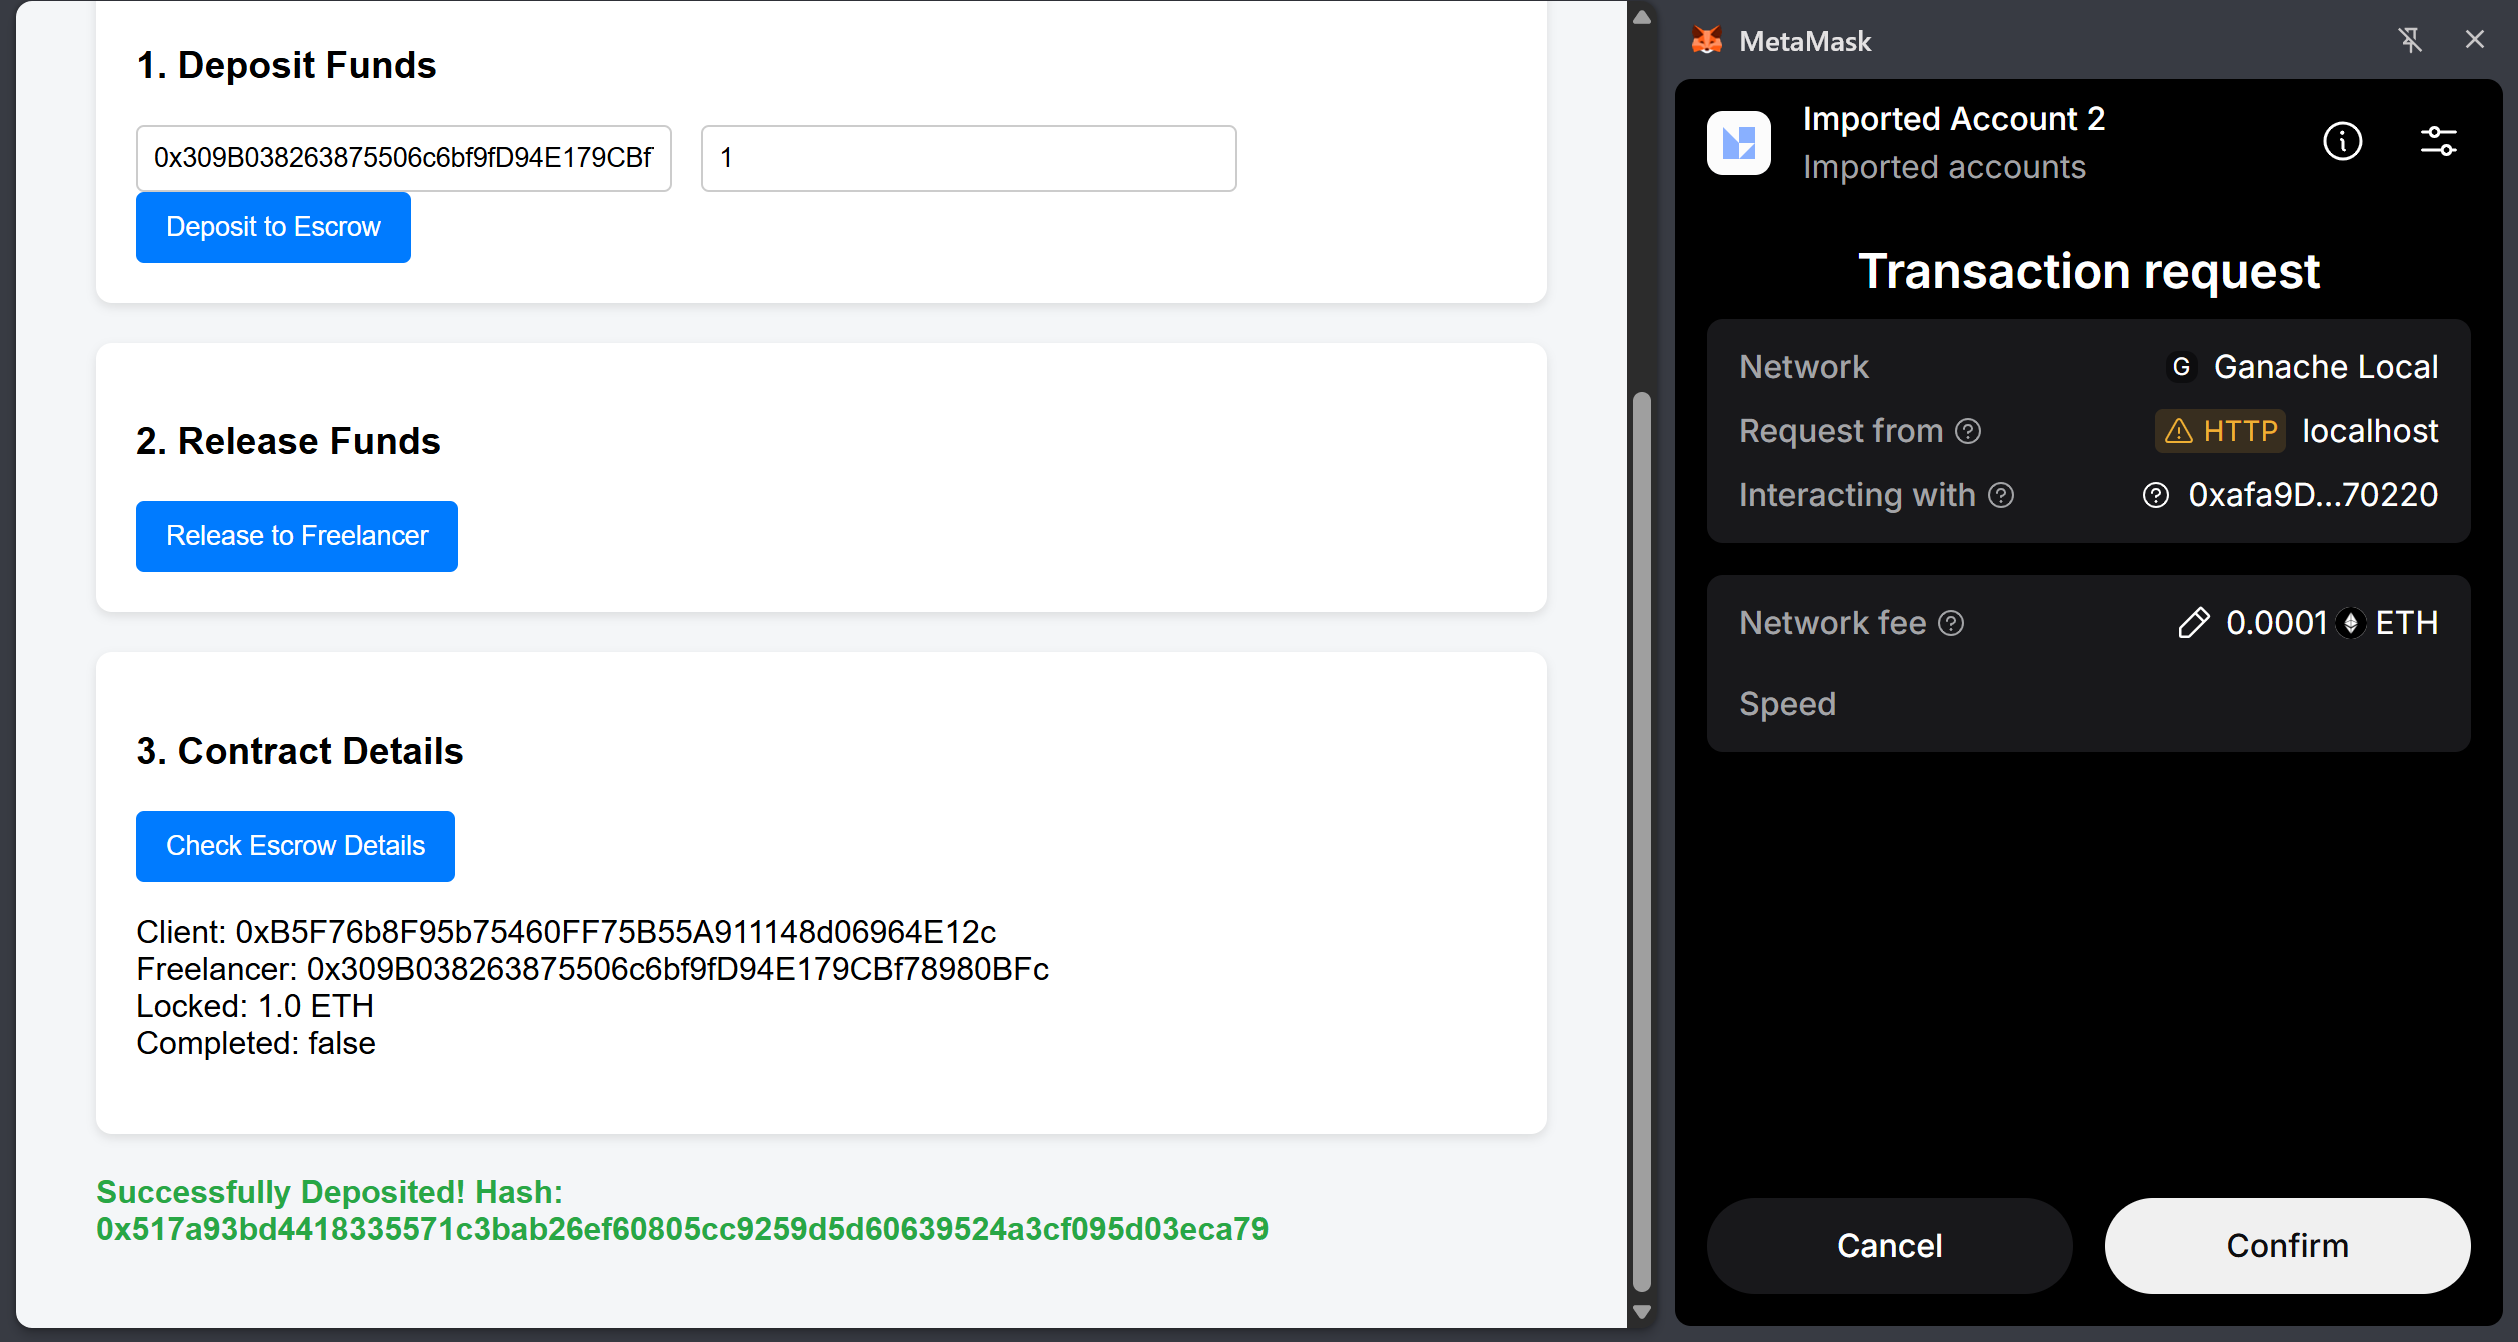 1. Deposit Funds
0x309B038263875506c6bf9fD94E179CBf
1
Deposit to Escrow
2. Release Funds
Release to Freelancer
3. Contract Details
Check Escrow Details
Client: 0xB5F76b8F95b75460FF75B55A911148d06964E12c
Freelancer: 0x309B038263875506c6bf9fD94E179CBf78980BFc
Locked: 1.0 ETH
Completed: false
Successfully Deposited! Hash:
0x517a93bd4418335571c3bab26ef60805cc9259d5d60639524a3cf095d03eca79
MetaMask
Imported Account 2
Imported accounts
Transaction request
Network G Ganache Local
Request from HTTP localhost
Interacting with 0xafa9D...70220
Network fee 0.0001 ETH
Speed
Cancel Confirm